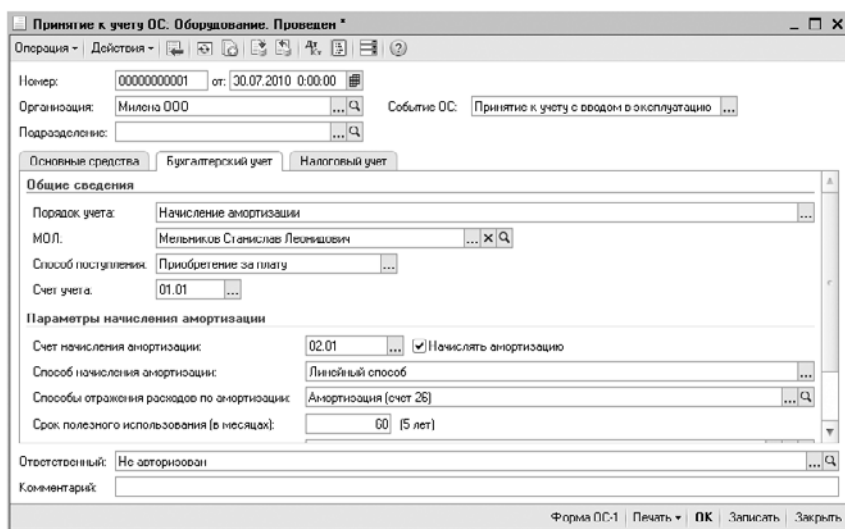 Принятие к учету ОС. Оборудование. Проведен *
Операция Действия
Номер: 00000000001 от: 30.07.2010 0:00:00
Организация: Милена ООО ... Событие ОС: Принятие к учету с вводом в эксплуатацию ...
Подразделение: ...
Основные средства Бухгалтерский учет Налоговый учет
Общие сведения
Порядок учета: Начисление амортизации ...
МОЛ: Мельников Станислав Леонидович ...
Способ поступления: Приобретение за плату ...
Счет учета: 01.01 ...
Параметры начисления амортизации
Счет начисления амортизации: 02.01 ... Начислять амортизацию
Способ начисления амортизации: Линейный способ ...
Способы отражения расходов по амортизации: Амортизация (счет 26) ...
Срок полезного использования (в месяцах): 60 (5 лет)
Ответственный: Не авторизован ...
Комментарий:
Форма ОС-1 Печать OK Записать Закрыть